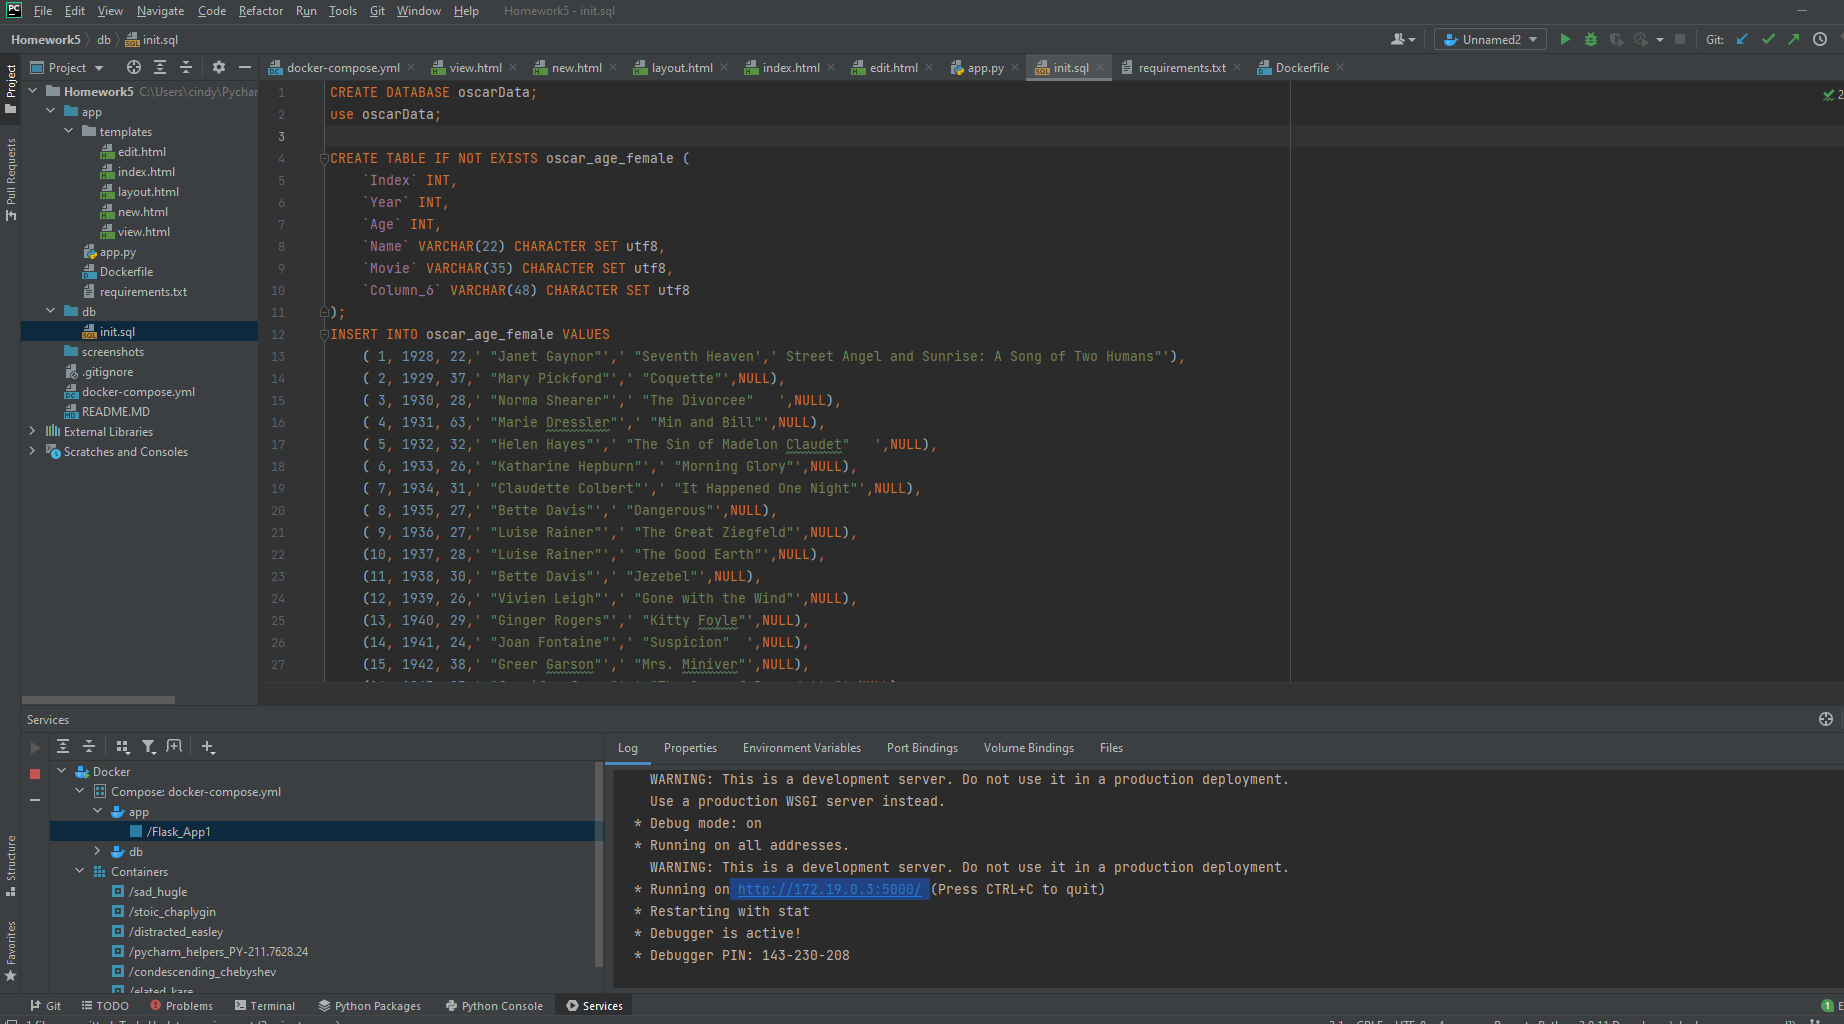 PC File Edit View Navigate Code Refactor Run Tools Git Window Help Homework5 - init.sql
Homework5 db init.sql Unnamed2 Git:
Project docker-compose.yml view.html new.html layout.html index.html edit.html app.py init.sql requirements.txt Dockerfile
Project
Pull Requests
Homework5 C:\Users\cindy\Pychar
app
templates
edit.html
index.html
layout.html
new.html
view.html
app.py
Dockerfile
requirements.txt
db
init.sql
screenshots
.gitignore
docker-compose.yml
README.MD
External Libraries
Scratches and Consoles
1 CREATE DATABASE oscarData;
2 use oscarData;
3
4 CREATE TABLE IF NOT EXISTS oscar_age_female (
5 `Index` INT,
6 `Year` INT,
7 `Age` INT,
8 `Name` VARCHAR(22) CHARACTER SET utf8,
9 `Movie` VARCHAR(35) CHARACTER SET utf8,
10 `Column_6` VARCHAR(48) CHARACTER SET utf8
11 );
12 INSERT INTO oscar_age_female VALUES
13 ( 1, 1928, 22,' "Janet Gaynor"',' "Seventh Heaven',' Street Angel and Sunrise: A Song of Two Humans"'),
14 ( 2, 1929, 37,' "Mary Pickford"',' "Coquette"',NULL),
15 ( 3, 1930, 28,' "Norma Shearer"',' "The Divorcee"   ',NULL),
16 ( 4, 1931, 63,' "Marie Dressler"',' "Min and Bill"',NULL),
17 ( 5, 1932, 32,' "Helen Hayes"',' "The Sin of Madelon Claudet"   ',NULL),
18 ( 6, 1933, 26,' "Katharine Hepburn"',' "Morning Glory"',NULL),
19 ( 7, 1934, 31,' "Claudette Colbert"',' "It Happened One Night"',NULL),
20 ( 8, 1935, 27,' "Bette Davis"',' "Dangerous"',NULL),
21 ( 9, 1936, 27,' "Luise Rainer"',' "The Great Ziegfeld"',NULL),
22 (10, 1937, 28,' "Luise Rainer"',' "The Good Earth"',NULL),
23 (11, 1938, 30,' "Bette Davis"',' "Jezebel"',NULL),
24 (12, 1939, 26,' "Vivien Leigh"',' "Gone with the Wind"',NULL),
25 (13, 1940, 29,' "Ginger Rogers"',' "Kitty Foyle"',NULL),
26 (14, 1941, 24,' "Joan Fontaine"',' "Suspicion"  ',NULL),
27 (15, 1942, 38,' "Greer Garson"',' "Mrs. Miniver"',NULL),
2
Services
Docker
Compose: docker-compose.yml
app
/Flask_App1
db
Containers
/sad_hugle
/stoic_chaplygin
/distracted_easley
/pycharm_helpers_PY-211.7628.24
/condescending_chebyshev
/elated_kare
Structure
Favorites
Log Properties Environment Variables Port Bindings Volume Bindings Files
WARNING: This is a development server. Do not use it in a production deployment.
Use a production WSGI server instead.
* Debug mode: on
* Running on all addresses.
WARNING: This is a development server. Do not use it in a production deployment.
* Running on http://172.19.0.3:5000/ (Press CTRL+C to quit)
* Restarting with stat
* Debugger is active!
* Debugger PIN: 143-230-208
Git TODO Problems Terminal Python Packages Python Console Services 1 E